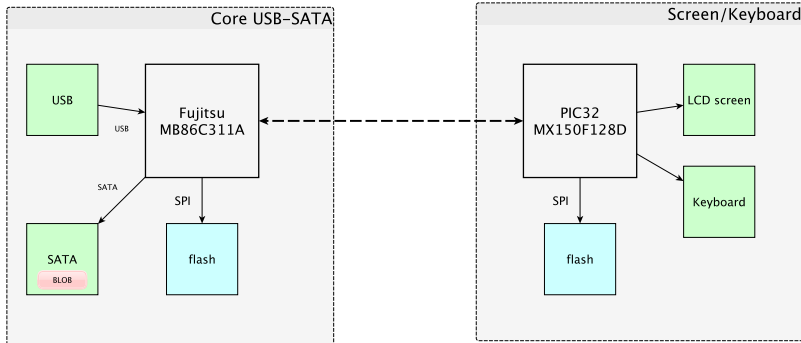 Core USB-SATA
Screen/Keyboard
USB
Fujitsu
MB86C311A
PIC32
MX150F128D
LCD screen
USB
SATA
SPI
SPI
Keyboard
SATA
BLOB
flash
flash